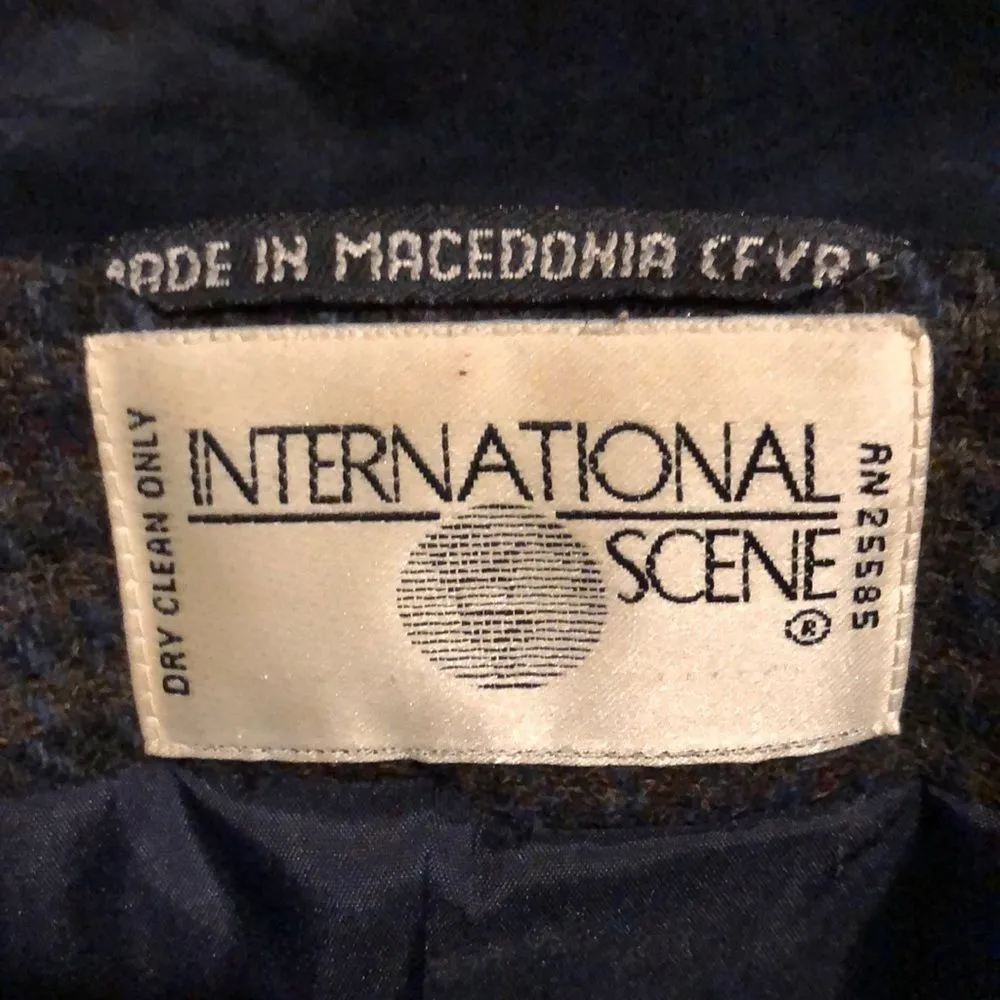 MADE IN MACEDONIA (FYR)
DRY CLEAN ONLY
INTERNATIONAL
SCENE
®
RN 25585